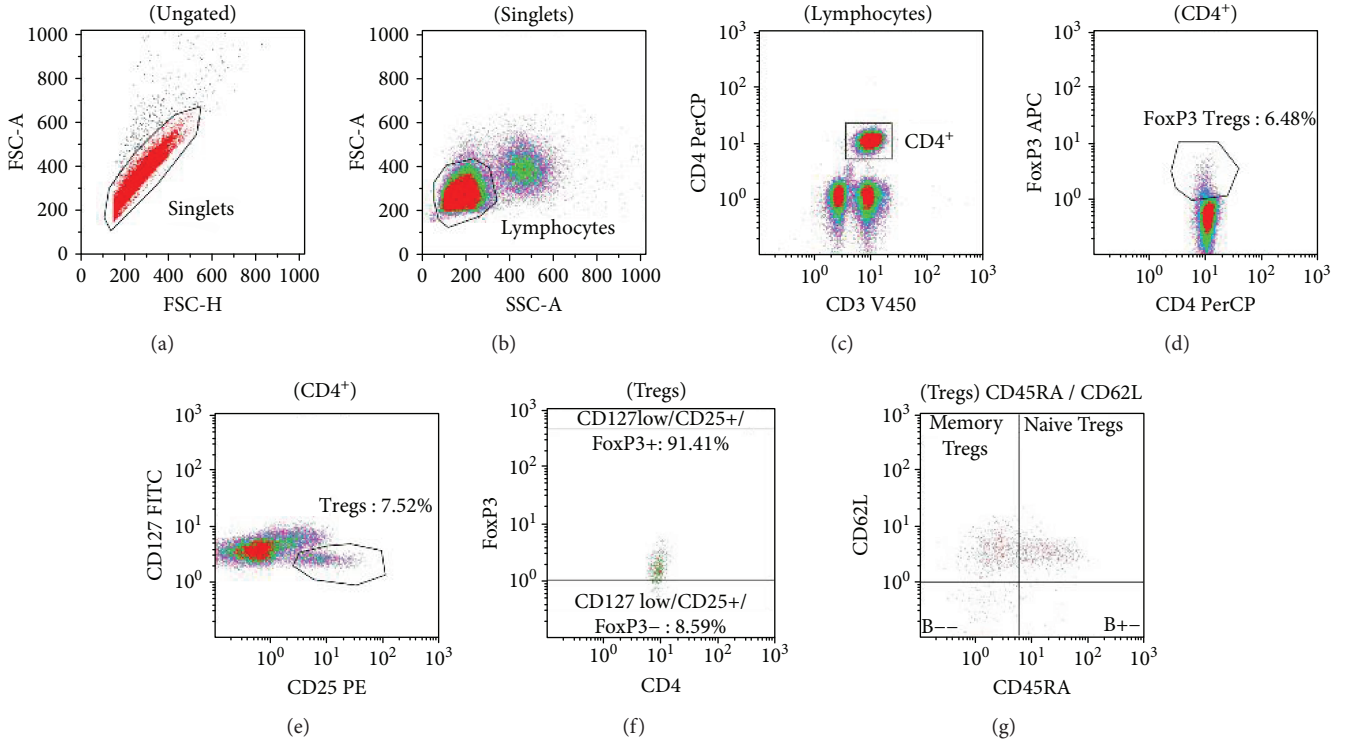 (Ungated)
1000
800
600
400
200
0
FSC-A
Singlets
0 200 400 600 800 1000
FSC-H
(a)
(Singlets)
1000
800
600
400
200
0
FSC-A
Lymphocytes
0 200 400 600 800 1000
SSC-A
(b)
(Lymphocytes)
10³
10²
10¹
10⁰
CD4 PerCP
CD4⁺
10⁰ 10¹ 10² 10³
CD3 V450
(c)
(CD4⁺)
10³
10²
10¹
10⁰
FoxP3 APC
FoxP3 Tregs : 6.48%
10⁰ 10¹ 10² 10³
CD4 PerCP
(d)
(CD4⁺)
10³
10²
10¹
10⁰
CD127 FITC
Tregs : 7.52%
10⁰ 10¹ 10² 10³
CD25 PE
(e)
(Tregs)
10³
10²
10¹
10⁰
FoxP3
CD127low/CD25+/
FoxP3+: 91.41%
CD127 low/CD25+/
FoxP3− : 8.59%
10⁰ 10¹ 10² 10³
CD4
(f)
(Tregs) CD45RA / CD62L
10³
10²
10¹
10⁰
CD62L
Memory
Tregs
Naive Tregs
B−−
B+−
10⁰ 10¹ 10² 10³
CD45RA
(g)